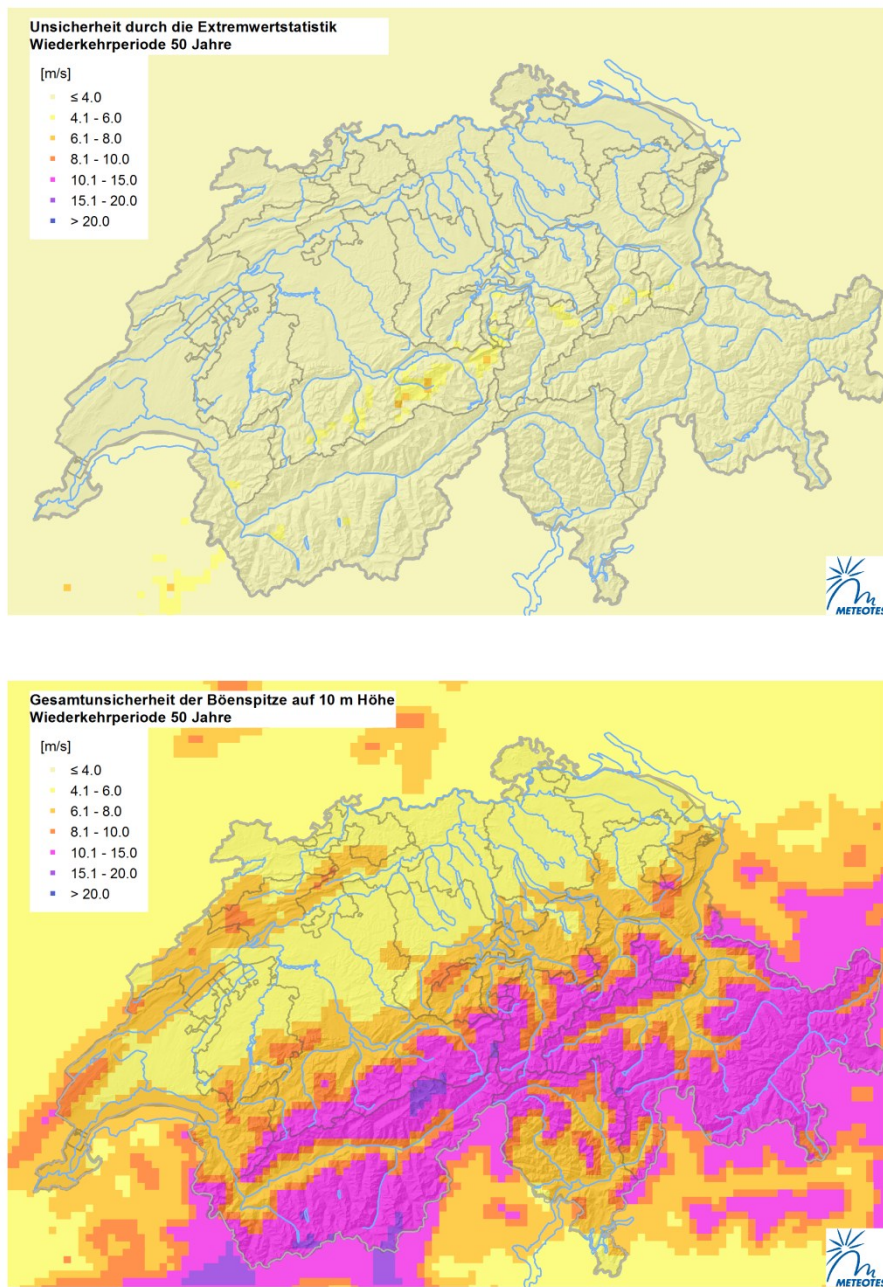 Unsicherheit durch die Extremwertstatistik
Wiederkehrperiode 50 Jahre
[m/s]
≤ 4.0
4.1 - 6.0
6.1 - 8.0
8.1 - 10.0
10.1 - 15.0
15.1 - 20.0
> 20.0
METEOTES
Gesamtunsicherheit der Böenspitze auf 10 m Höhe
Wiederkehrperiode 50 Jahre
[m/s]
≤ 4.0
4.1 - 6.0
6.1 - 8.0
8.1 - 10.0
10.1 - 15.0
15.1 - 20.0
> 20.0
METEOTES